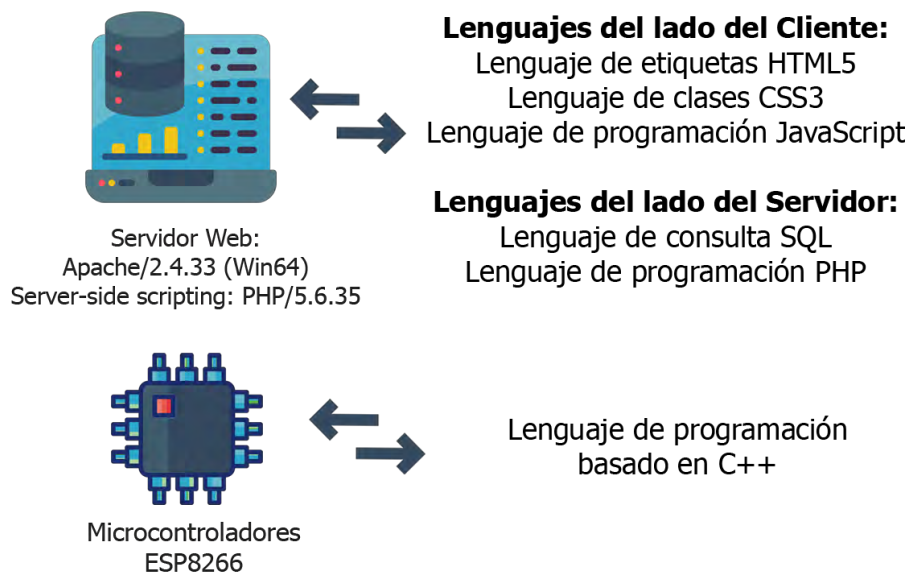 Lenguajes del lado del Cliente:
Lenguaje de etiquetas HTML5
Lenguaje de clases CSS3
Lenguaje de programación JavaScript
Lenguajes del lado del Servidor:
Lenguaje de consulta SQL
Lenguaje de programación PHP
Servidor Web:
Apache/2.4.33 (Win64)
Server-side scripting: PHP/5.6.35
Lenguaje de programación
basado en C++
Microcontroladores
ESP8266